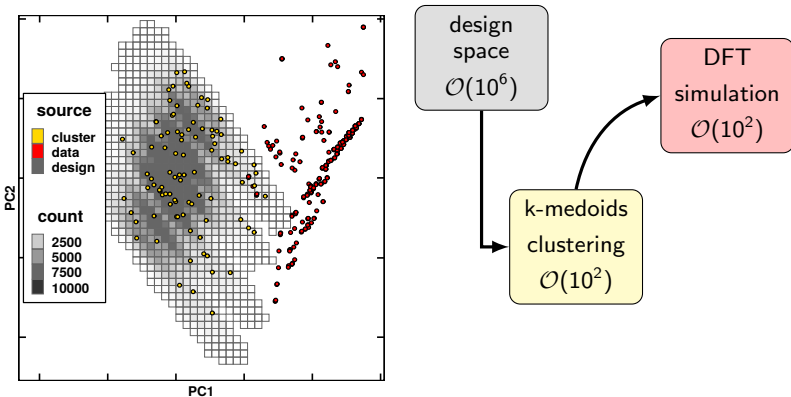 PC2
source
cluster
data
design
count
2500
5000
7500
10000
PC1
design
space
𝒪(10⁶)
k-medoids
clustering
𝒪(10²)
DFT
simulation
𝒪(10²)